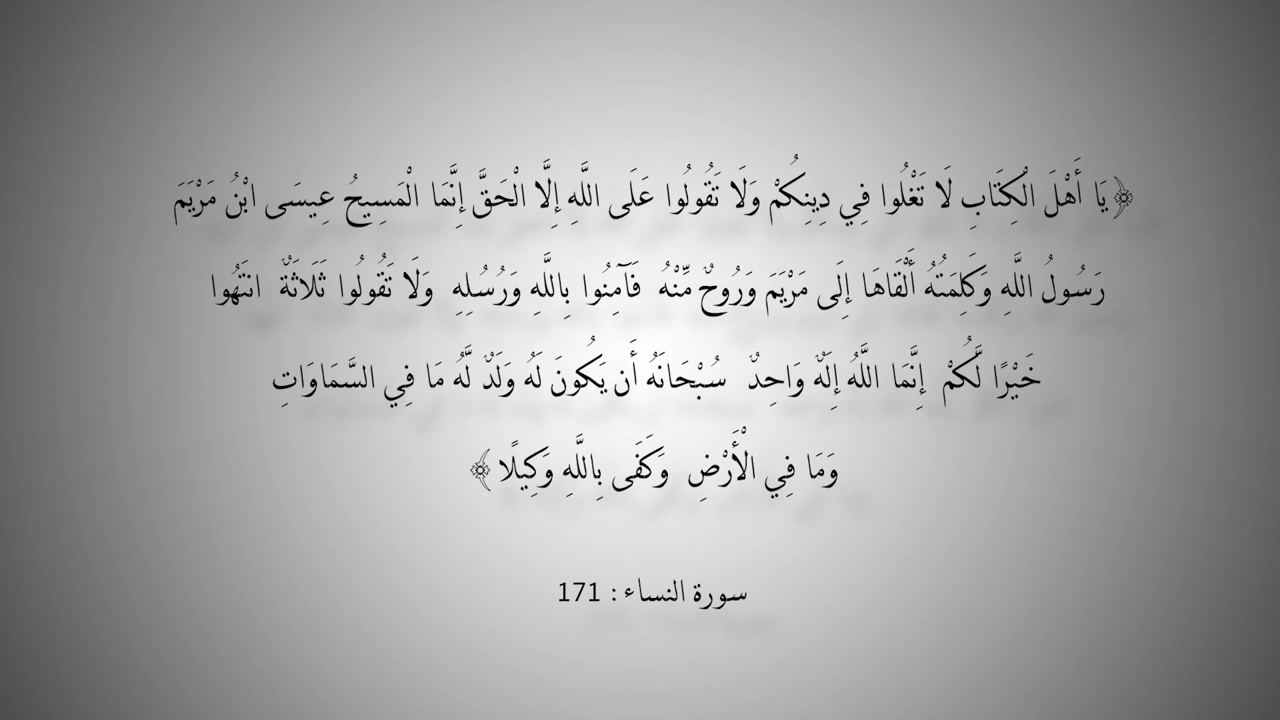 ﴿يَا أَهْلَ الْكِتَابِ لَا تَغْلُوا فِي دِينِكُمْ وَلَا تَقُولُوا عَلَى اللَّهِ إِلَّا الْحَقَّ إِنَّمَا الْمَسِيحُ عِيسَى ابْنُ مَرْيَمَ
رَسُولُ اللَّهِ وَكَلِمَتُهُ أَلْقَاهَا إِلَى مَرْيَمَ وَرُوحٌ مِّنْهُ فَآمِنُوا بِاللَّهِ وَرُسُلِهِ وَلَا تَقُولُوا ثَلَاثَةٌ انتَهُوا
خَيْرًا لَّكُمْ إِنَّمَا اللَّهُ إِلَهٌ وَاحِدٌ سُبْحَانَهُ أَن يَكُونَ لَهُ وَلَدٌ لَّهُ مَا فِي السَّمَاوَاتِ
وَمَا فِي الْأَرْضِ وَكَفَى بِاللَّهِ وَكِيلًا﴾
سورة النساء : 171